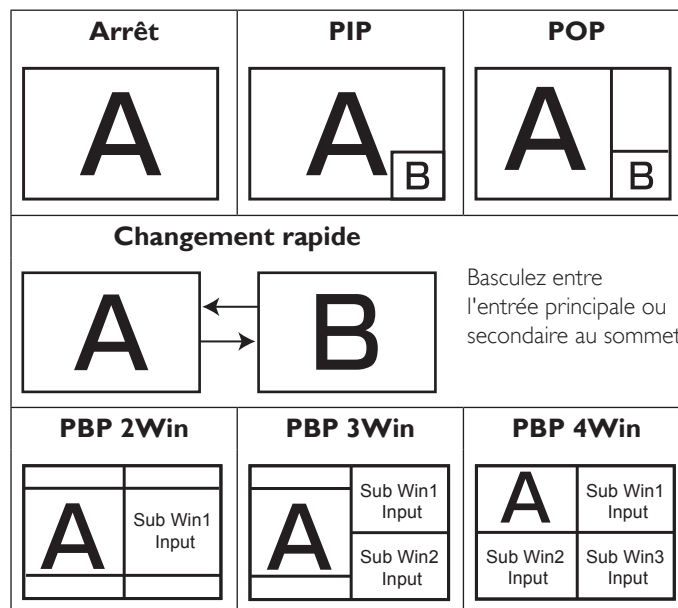 Arrêt PIP POP
A A B A B
Changement rapide
A B
Basculez entre
l'entrée principale ou
secondaire au sommet
PBP 2Win PBP 3Win PBP 4Win
A Sub Win1
Input
A Sub Win1
Input
Sub Win2
Input
A Sub Win1
Input
Sub Win2
Input
Sub Win3
Input